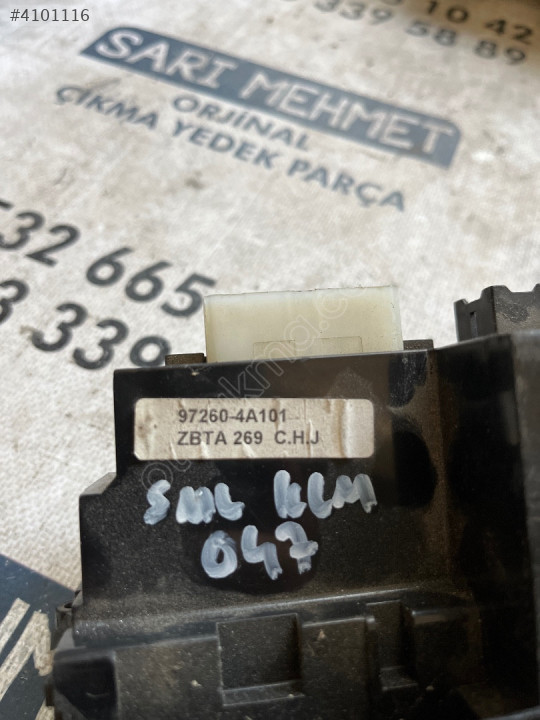 #4101116
10 42
339 58 89
SARI MEHMET
ORJİNAL
ÇIKMA YEDEK PARÇA
532 665
3 339
97260-4A101
ZBTA 269 C.H.J
SML KLM
047